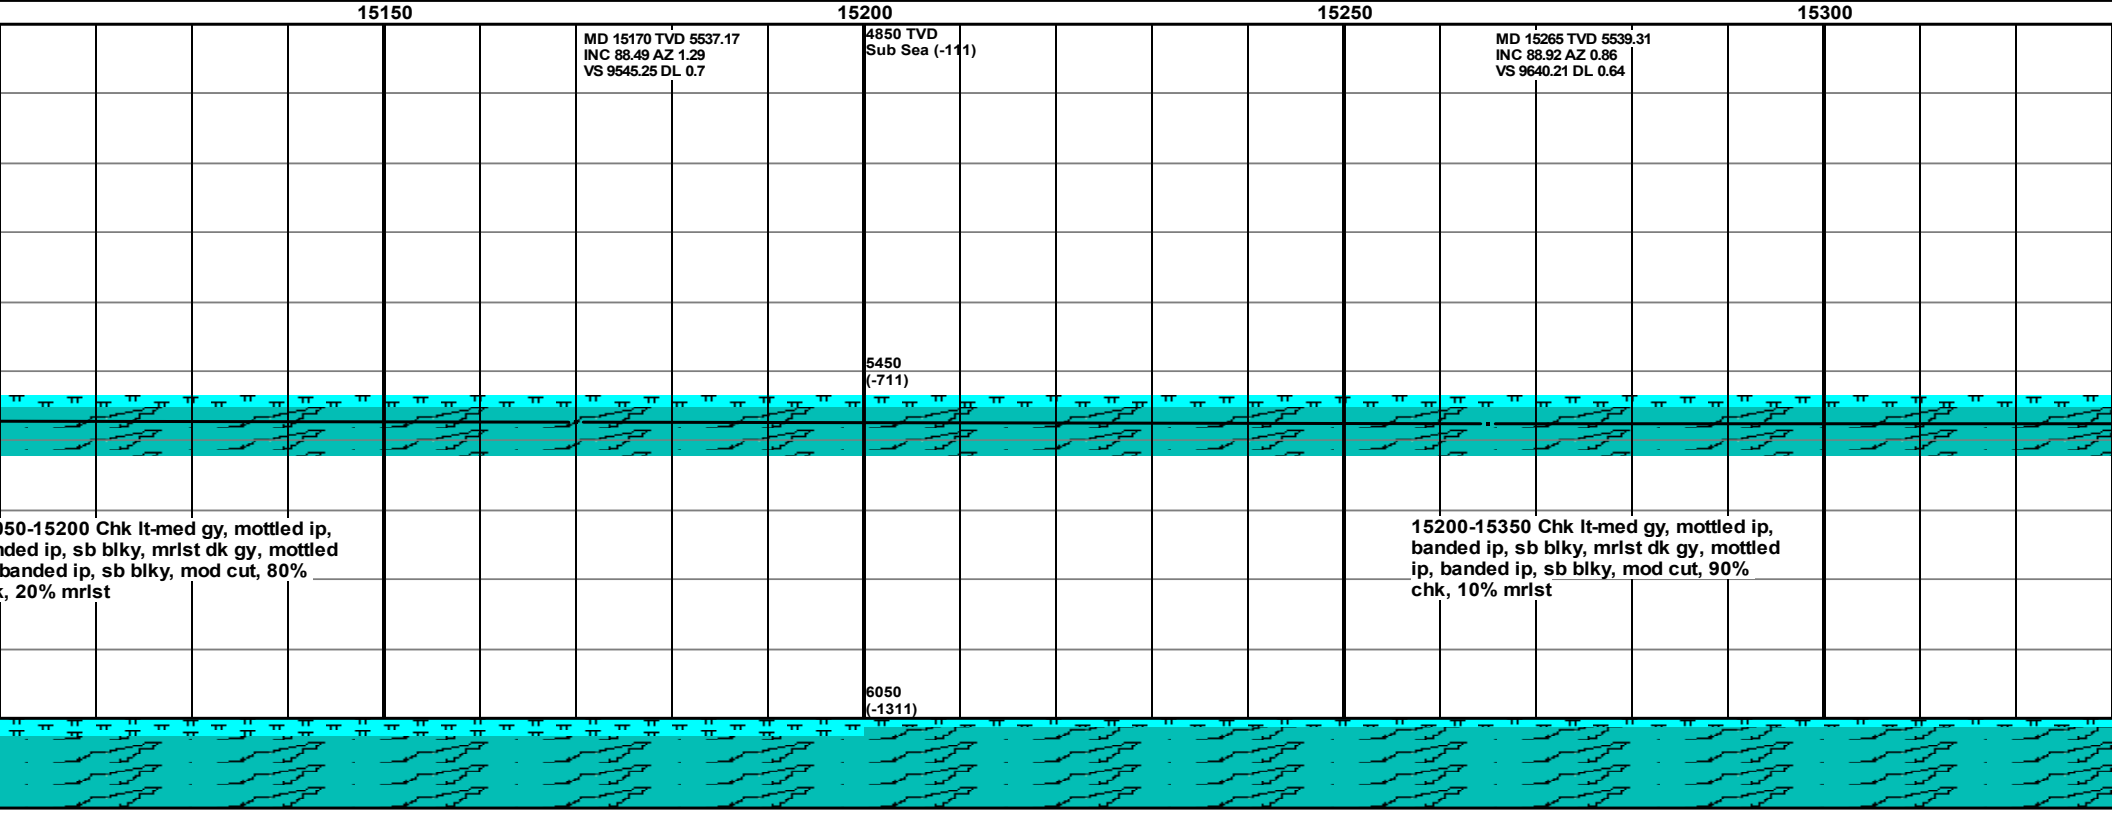 15150 15200 15250 15300
MD 15170 TVD 5537.17
INC 88.49 AZ 1.29
VS 9545.25 DL 0.7
4850 TVD
Sub Sea (-111)
MD 15265 TVD 5539.31
INC 88.92 AZ 0.86
VS 9640.21 DL 0.64
5450
(-711)
050-15200 Chk lt-med gy, mottled ip,
nded ip, sb blky, mrlst dk gy, mottled
banded ip, sb blky, mod cut, 80%
k, 20% mrlst
15200-15350 Chk lt-med gy, mottled ip,
banded ip, sb blky, mrlst dk gy, mottled
ip, banded ip, sb blky, mod cut, 90%
chk, 10% mrlst
6050
(-1311)